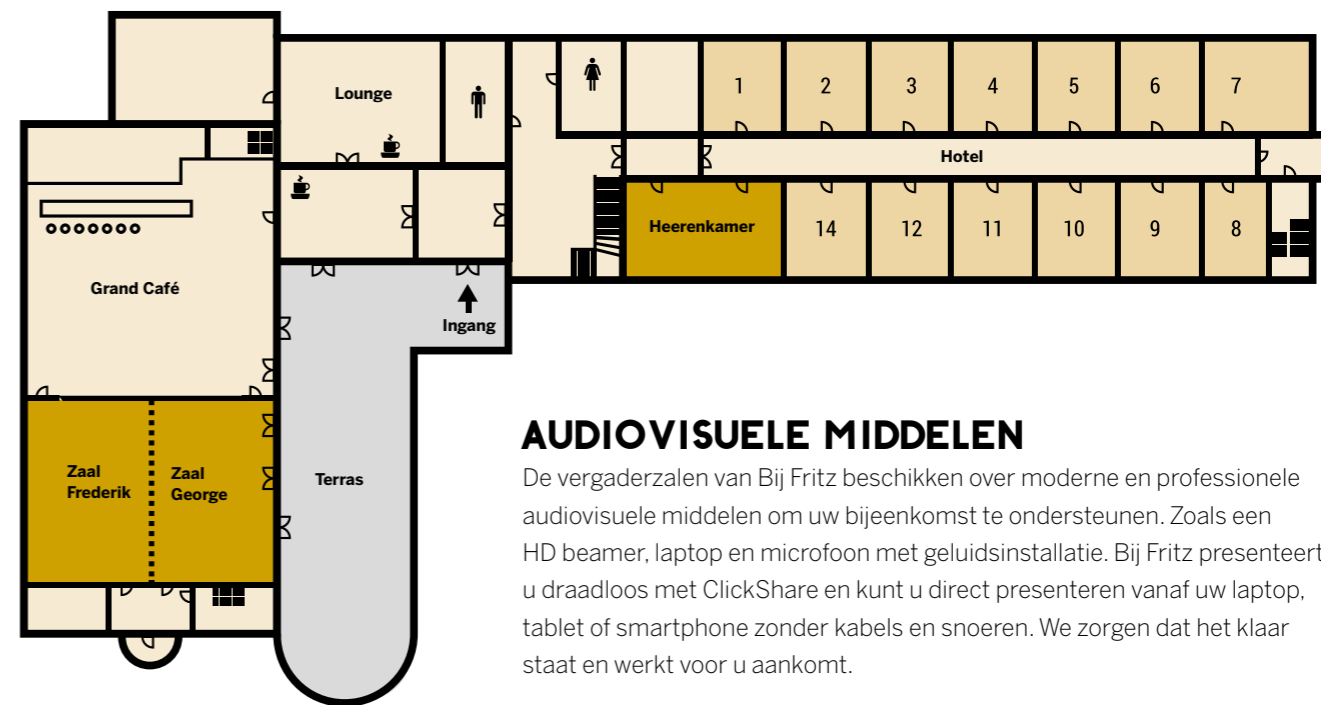 Lounge
1 2 3 4 5 6 7
Hotel
Heerenkamer
14 12 11 10 9 8
Grand Café
Ingang
Zaal
Frederik
Zaal
George
Terras
AUDIOVISUELE MIDDELEN
De vergaderzalen van Bij Fritz beschikken over moderne en professionele
audiovisuele middelen om uw bijeenkomst te ondersteunen. Zoals een
HD beamer, laptop en microfoon met geluidsinstallatie. Bij Fritz presenteert
u draadloos met ClickShare en kunt u direct presenteren vanaf uw laptop,
tablet of smartphone zonder kabels en snoeren. We zorgen dat het klaar
staat en werkt voor u aankomt.